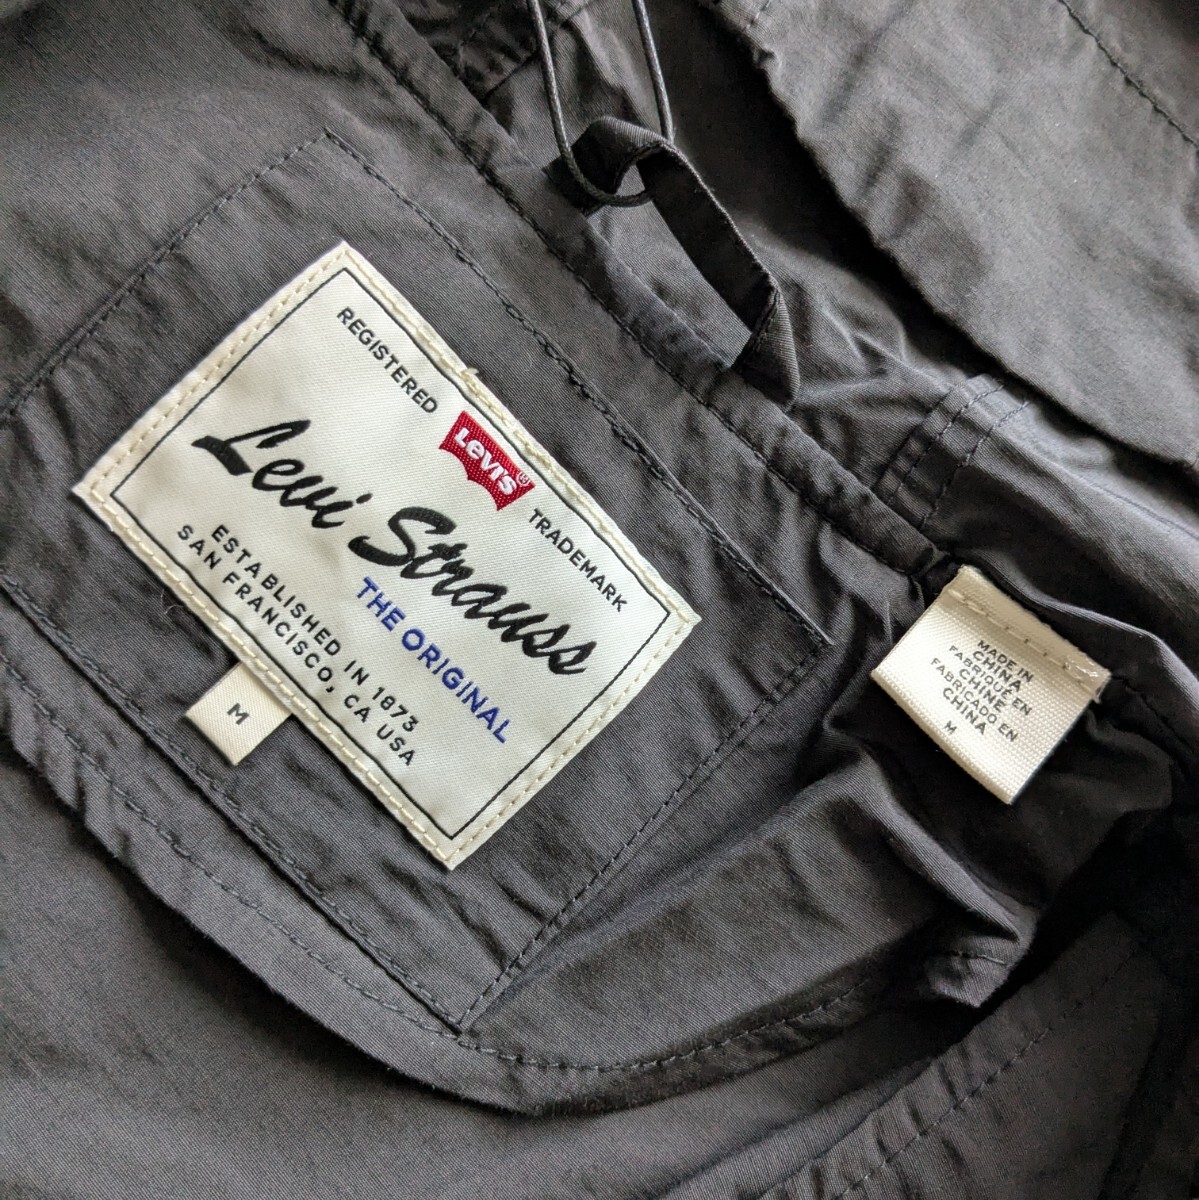 REGISTERED
LEVI'S®
TRADEMARK
Levi Strauss
THE ORIGINAL
ESTABLISHED IN 1873
SAN FRANCISCO, CA USA
M
MADE IN
CHINA
FABRIQUÉ EN
CHINE
FABRICADO EN
CHINA
M